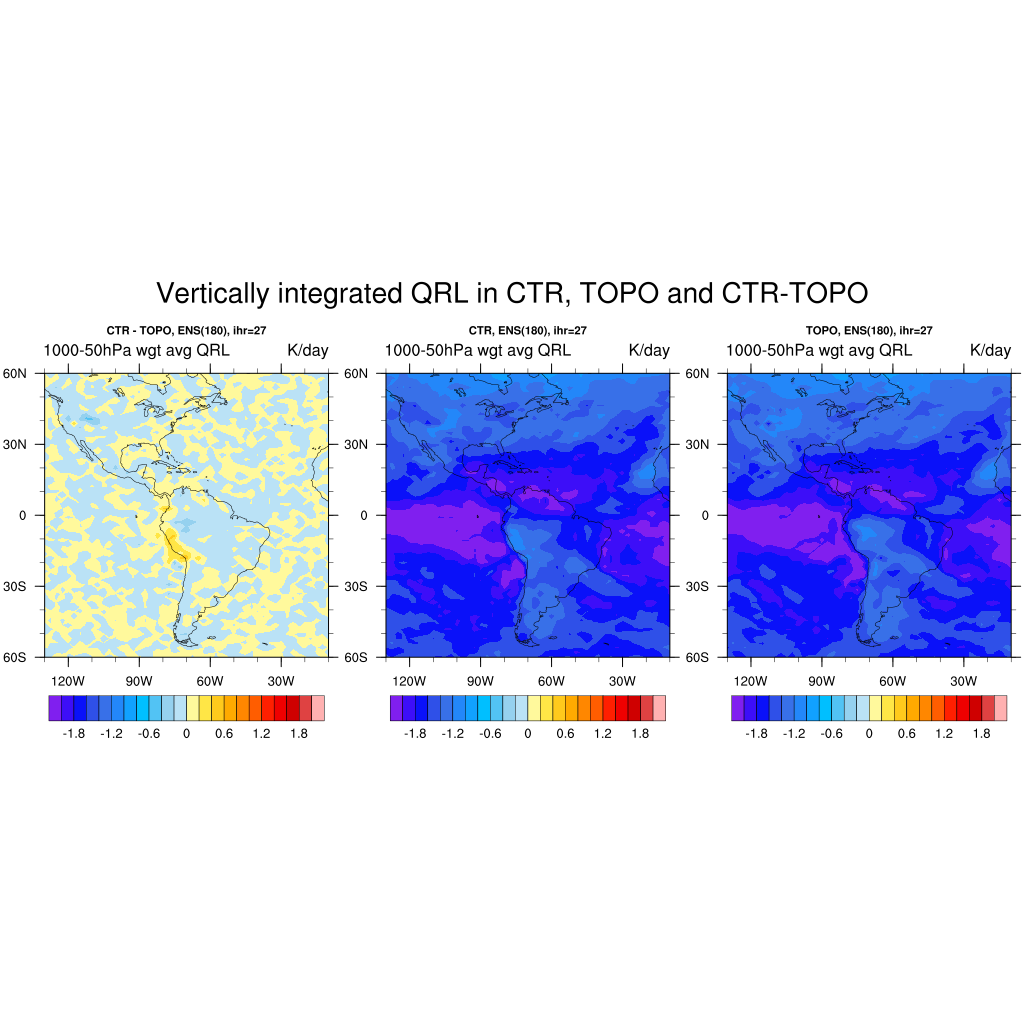 Vertically integrated QRL in CTR, TOPO and CTR-TOPO
CTR - TOPO, ENS(180), ihr=27
1000-50hPa wgt avg QRL K/day
60N
30N
0
30S
60S
120W 90W 60W 30W
-1.8 -1.2 -0.6 0 0.6 1.2 1.8
CTR, ENS(180), ihr=27
1000-50hPa wgt avg QRL K/day
60N
30N
0
30S
60S
120W 90W 60W 30W
-1.8 -1.2 -0.6 0 0.6 1.2 1.8
TOPO, ENS(180), ihr=27
1000-50hPa wgt avg QRL K/day
60N
30N
0
30S
60S
120W 90W 60W 30W
-1.8 -1.2 -0.6 0 0.6 1.2 1.8